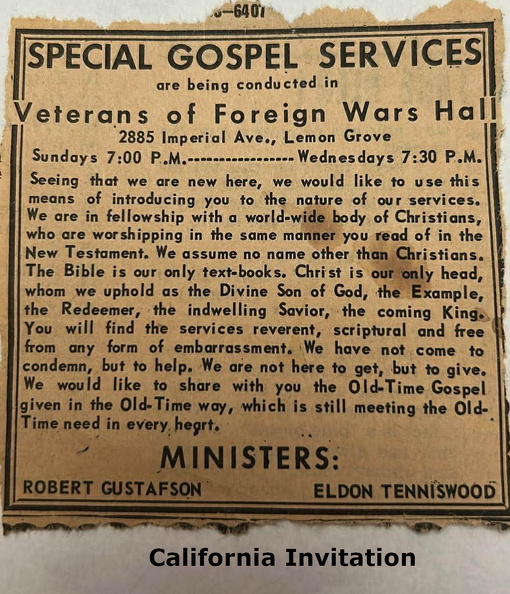 -6401
SPECIAL GOSPEL SERVICES
are being conducted in
Veterans of Foreign Wars Hall
2885 Imperial Ave., Lemon Grove
Sundays 7:00 P.M.-----------------Wednesdays 7:30 P.M.
Seeing that we are new here, we would like to use this
means of introducing you to the nature of our services.
We are in fellowship with a world-wide body of Christians,
who are worshipping in the same manner you read of in the
New Testament. We assume no name other than Christians.
The Bible is our only text-books. Christ is our only head,
whom we uphold as the Divine Son of God, the Example,
the Redeemer, the indwelling Savior, the coming King.
You will find the services reverent, scriptural and free
from any form of embarrassment. We have not come to
condemn, but to help. We are not here to get, but to give.
We would like to share with you the Old-Time Gospel
given in the Old-Time way, which is still meeting the Old-
Time need in every heart.
MINISTERS:
ROBERT GUSTAFSON ELDON TENNISWOOD
California Invitation